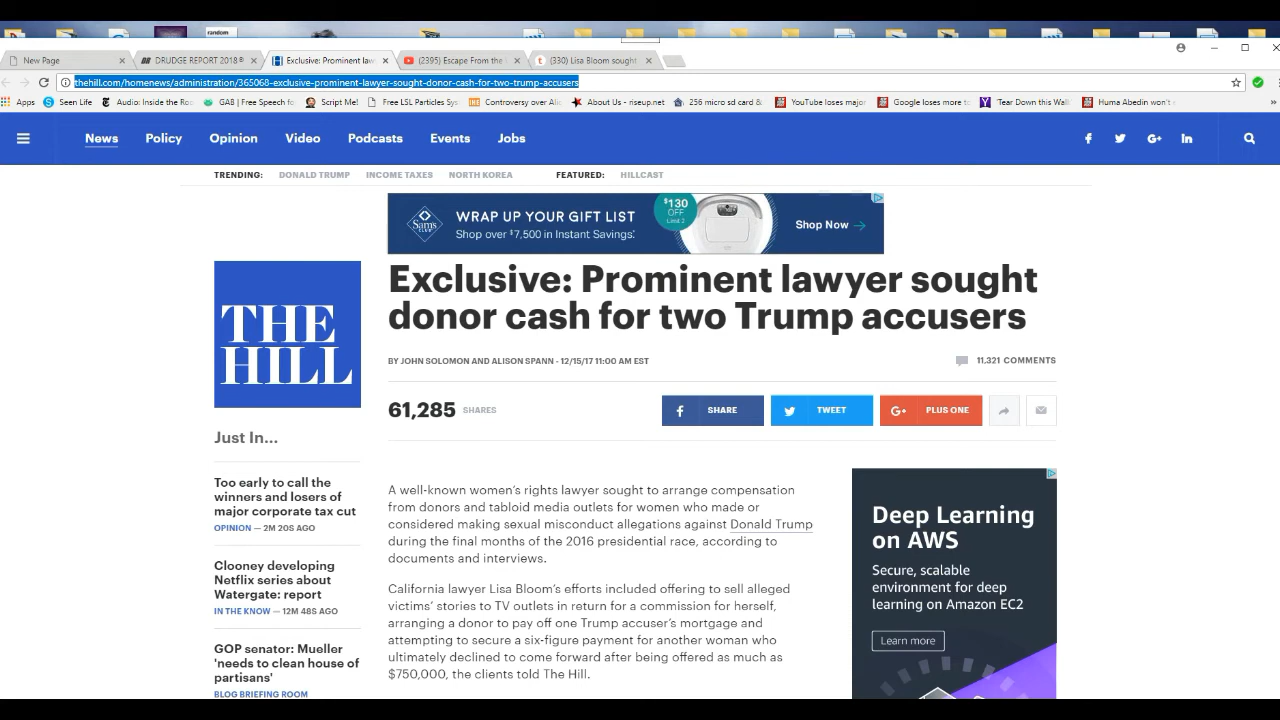 random
New Page
DRUDGE REPORT 2018®
Exclusive: Prominent law
(2395) Escape From the
(330) Lisa Bloom sought
thehill.com/homenews/administration/365068-exclusive-prominent-lawyer-sought-donor-cash-for-two-trump-accusers
Apps
Seen Life
Audio: Inside the Ro
GAB | Free Speech fo
Script Me!
Free LSL Particles Sys
Controversy over Alic
About Us - riseup.net
256 micro sd card &
YouTube loses major
Google loses more to
'Tear Down this Wall'
Huma Abedin won't
News
Policy
Opinion
Video
Podcasts
Events
Jobs
TRENDING:
DONALD TRUMP
INCOME TAXES
NORTH KOREA
FEATURED:
HILLCAST
Sam's
WRAP UP YOUR GIFT LIST
Shop over $7,500 in Instant Savings.
$130
OFF
Limit 2
Shop Now →
Exclusive: Prominent lawyer sought
donor cash for two Trump accusers
BY JOHN SOLOMON AND ALISON SPANN - 12/15/17 11:00 AM EST
11,321 COMMENTS
61,285 SHARES
SHARE
TWEET
G+ PLUS ONE
THE
HILL
Just In...
Too early to call the
winners and losers of
major corporate tax cut
OPINION — 2M 20S AGO
Clooney developing
Netflix series about
Watergate: report
IN THE KNOW — 12M 48S AGO
GOP senator: Mueller
'needs to clean house of
partisans'
BLOG BRIEFING ROOM
A well-known women's rights lawyer sought to arrange compensation
from donors and tabloid media outlets for women who made or
considered making sexual misconduct allegations against Donald Trump
during the final months of the 2016 presidential race, according to
documents and interviews.
California lawyer Lisa Bloom's efforts included offering to sell alleged
victims' stories to TV outlets in return for a commission for herself,
arranging a donor to pay off one Trump accuser's mortgage and
attempting to secure a six-figure payment for another woman who
ultimately declined to come forward after being offered as much as
$750,000, the clients told The Hill.
Deep Learning
on AWS
Secure, scalable
environment for deep
learning on Amazon EC2
Learn more